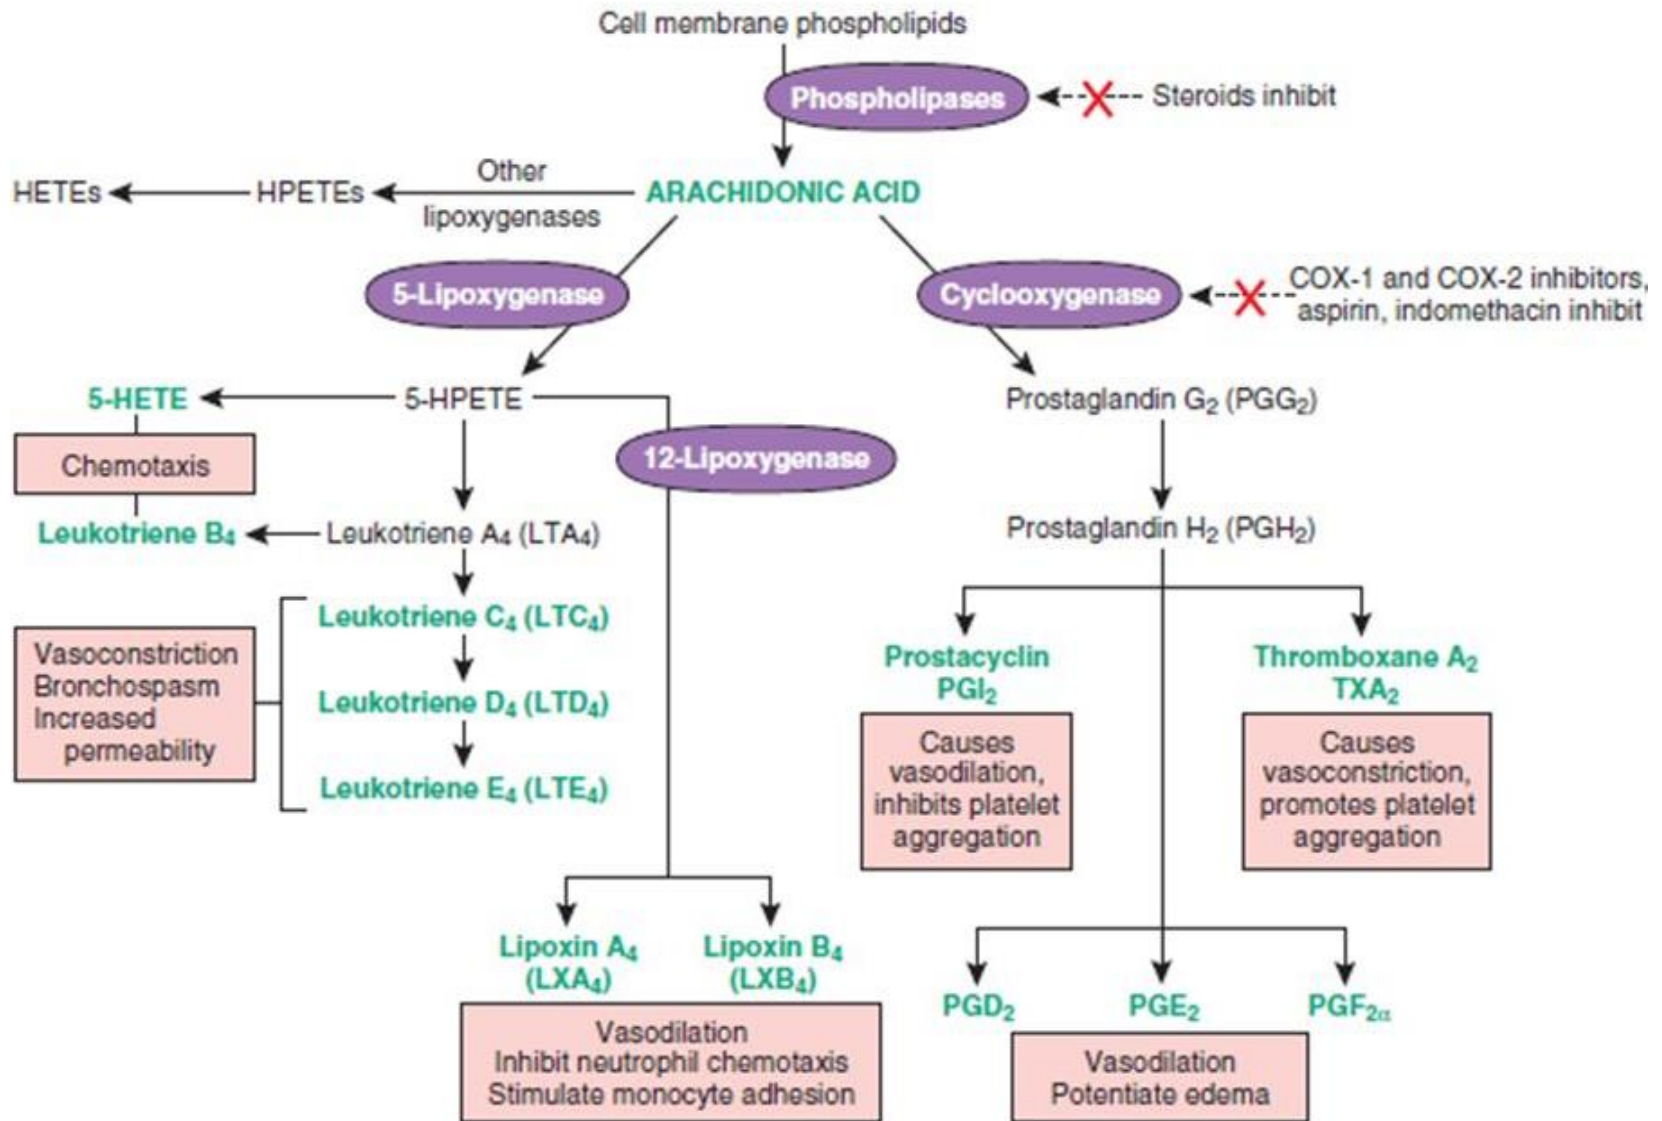 Cell membrane phospholipids
Phospholipases
Steroids inhibit
HETEs
HPETEs
Other
lipoxygenases
ARACHIDONIC ACID
5-Lipoxygenase
Cyclooxygenase
COX-1 and COX-2 inhibitors,
aspirin, indomethacin inhibit
5-HETE
5-HPETE
Prostaglandin G₂ (PGG₂)
Chemotaxis
12-Lipoxygenase
Leukotriene B₄
Leukotriene A₄ (LTA₄)
Prostaglandin H₂ (PGH₂)
Leukotriene C₄ (LTC₄)
Vasoconstriction
Bronchospasm
Increased
permeability
Leukotriene D₄ (LTD₄)
Leukotriene E₄ (LTE₄)
Prostacyclin
PGI₂
Causes
vasodilation,
inhibits platelet
aggregation
Thromboxane A₂
TXA₂
Causes
vasoconstriction,
promotes platelet
aggregation
Lipoxin A₄
(LXA₄)
Lipoxin B₄
(LXB₄)
Vasodilation
Inhibit neutrophil chemotaxis
Stimulate monocyte adhesion
PGD₂
PGE₂
PGF₂α
Vasodilation
Potentiate edema